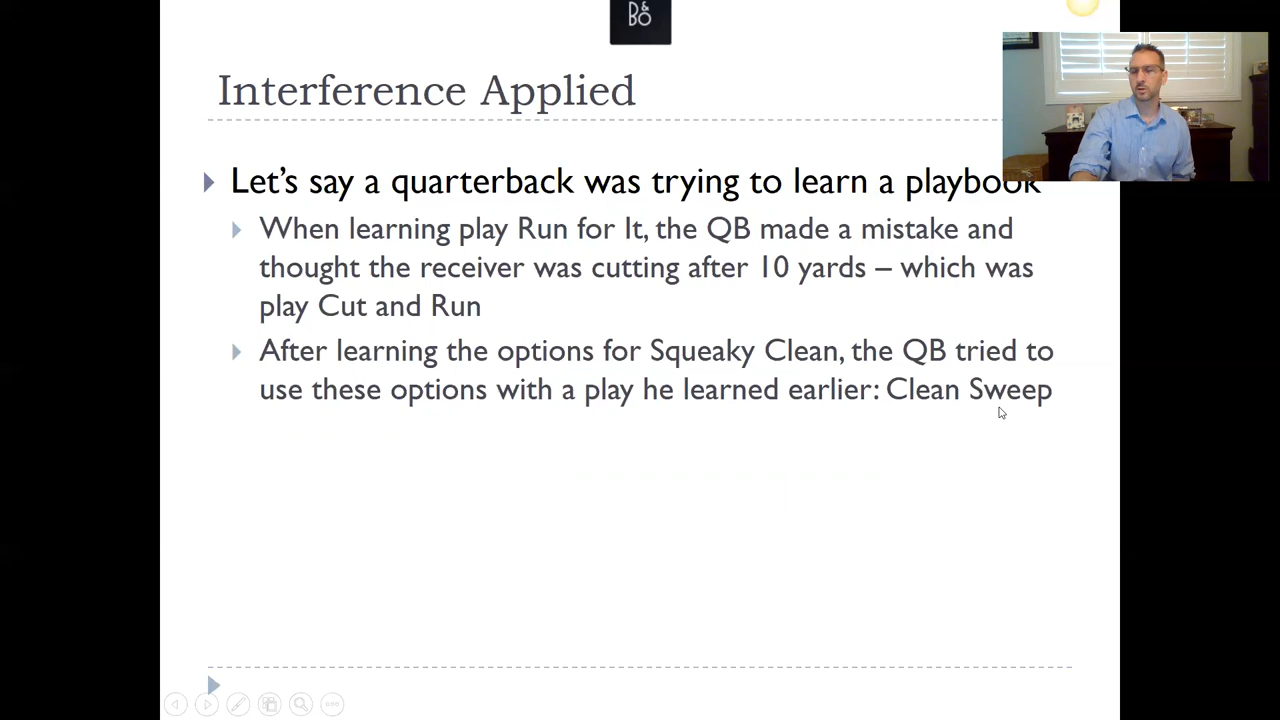 B&
BO
Interference Applied
Let's say a quarterback was trying to learn a playbook
When learning play Run for It, the QB made a mistake and
thought the receiver was cutting after 10 yards – which was
play Cut and Run
After learning the options for Squeaky Clean, the QB tried to
use these options with a play he learned earlier: Clean Sweep